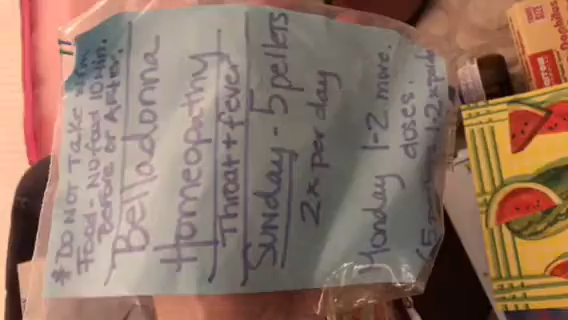 * DO NOT TAKE
Food - NO food 10 min.
before or After.
Belladonna
Homeopathy
Throat + fever
Sunday - 5 pellets
2x per day
Monday 1-2 more
doses.